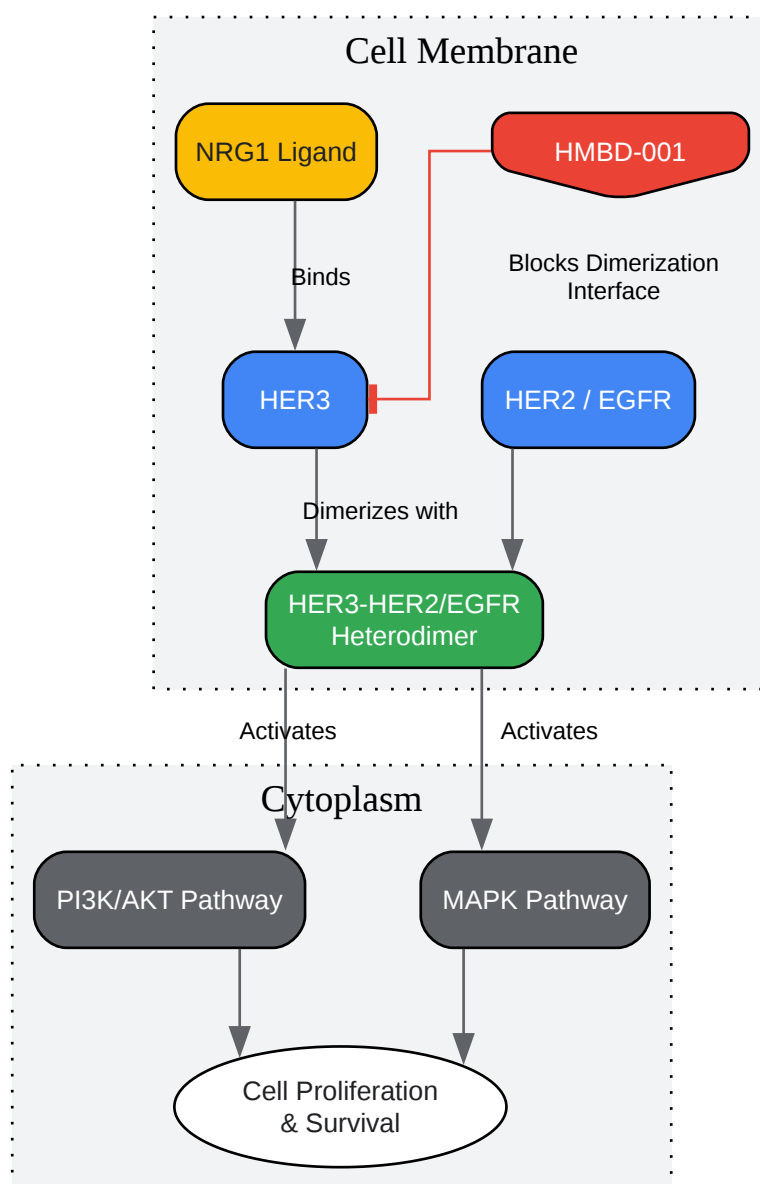 Cell Membrane
NRG1 Ligand
HMBD-001
Binds
Blocks Dimerization
Interface
HER3
HER2 / EGFR
Dimerizes with
HER3-HER2/EGFR
Heterodimer
Activates
Activates
Cytoplasm
PI3K/AKT Pathway
MAPK Pathway
Cell Proliferation
& Survival